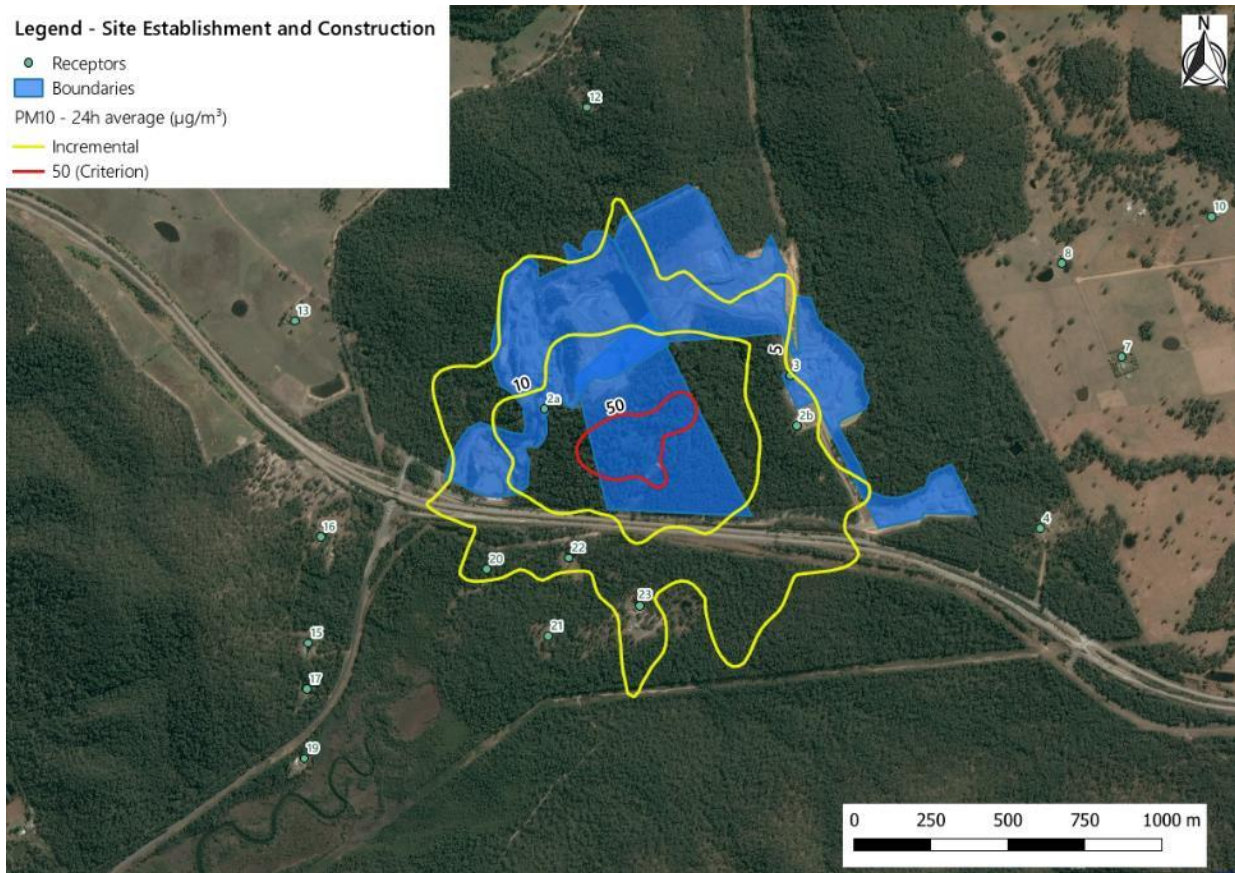 Legend - Site Establishment and Construction
Receptors
Boundaries
PM10 - 24h average (µg/m³)
Incremental
50 (Criterion)
N
12
10
8
13
7
5
3
10
2a
50
2b
4
16
22
20
23
21
15
17
19
0 250 500 750 1000 m